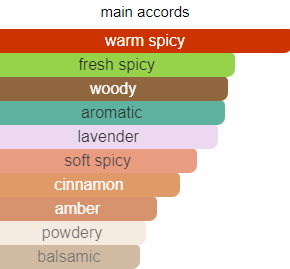 main accords
warm spicy
fresh spicy
woody
aromatic
lavender
soft spicy
cinnamon
amber
powdery
balsamic